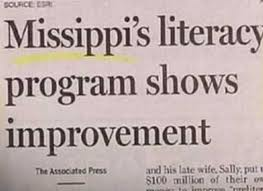 SOURCE: ESRI
Missippi's literacy
program shows
improvement
The Associated Press
and his late wife, Sally, put
$100 million of their